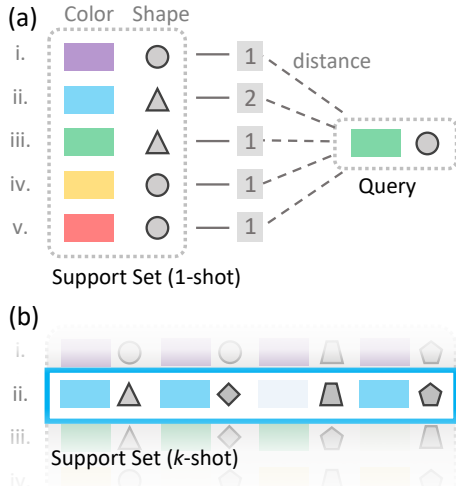 (a) Color Shape
i. 1 distance
ii. 2
iii. 1
iv. 1 Query
v. 1
Support Set (1-shot)
(b)
i.
ii.
iii.
Support Set (k-shot)
iv.